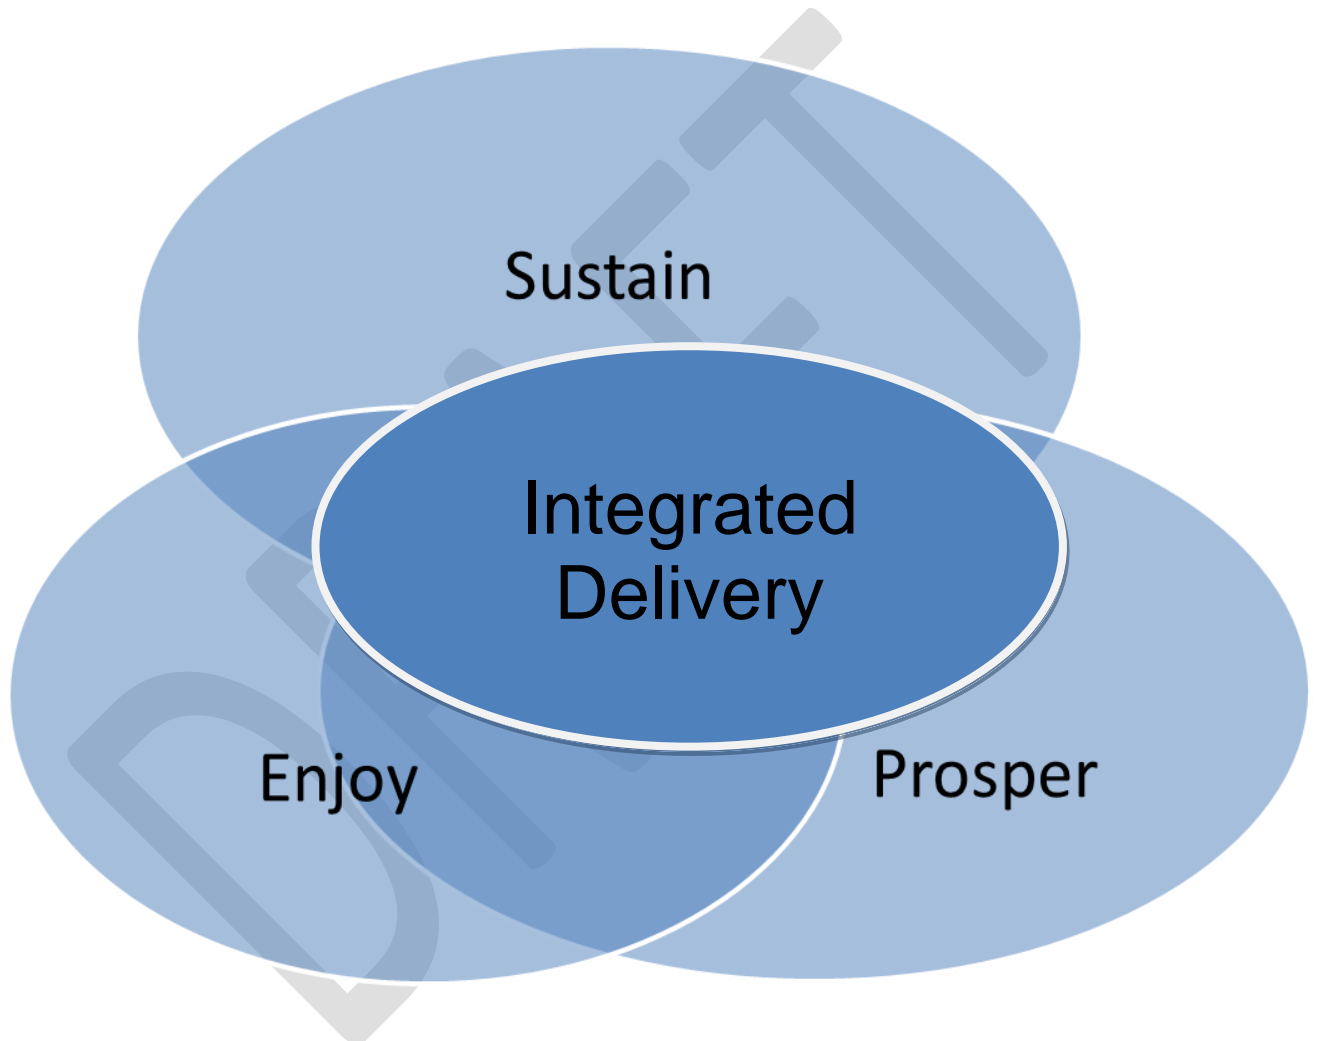 Sustain
Integrated
Delivery
Enjoy
Prosper
DRAFT